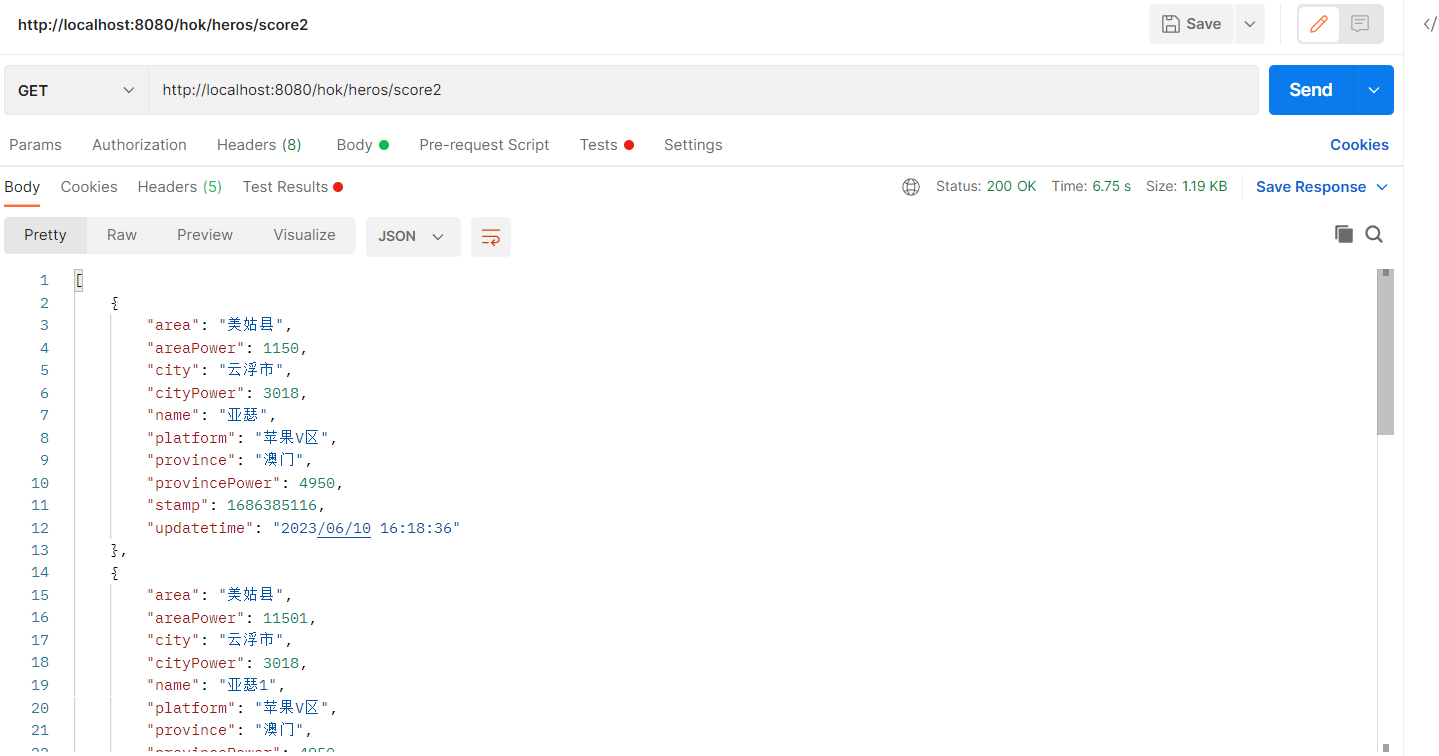 http://localhost:8080/hok/heros/score2
Save
GET
http://localhost:8080/hok/heros/score2
Send
Params Authorization Headers (8) Body Pre-request Script Tests Settings Cookies
Body Cookies Headers (5) Test Results Status: 200 OK Time: 6.75 s Size: 1.19 KB Save Response
Pretty Raw Preview Visualize JSON
1 [
2 {
3 "area": "美姑县",
4 "areaPower": 1150,
5 "city": "云浮市",
6 "cityPower": 3018,
7 "name": "亚瑟",
8 "platform": "苹果V区",
9 "province": "澳门",
10 "provincePower": 4950,
11 "stamp": 1686385116,
12 "updatetime": "2023/06/10 16:18:36"
13 },
14 {
15 "area": "美姑县",
16 "areaPower": 11501,
17 "city": "云浮市",
18 "cityPower": 3018,
19 "name": "亚瑟1",
20 "platform": "苹果V区",
21 "province": "澳门",
22 "provincePower": 4950